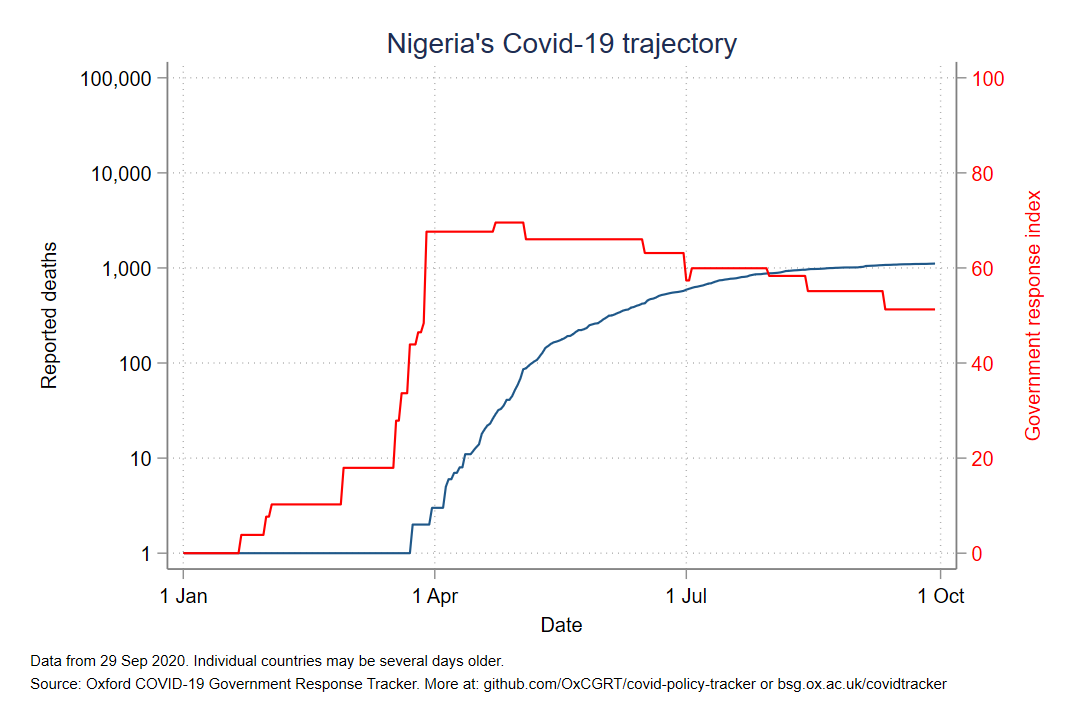 Nigeria's Covid-19 trajectory
100,000
10,000
1,000
100
10
1
Reported deaths
100
80
60
40
20
0
Government response index
1 Jan
1 Apr
1 Jul
1 Oct
Date
Data from 29 Sep 2020. Individual countries may be several days older.
Source: Oxford COVID-19 Government Response Tracker. More at: github.com/OxCGRT/covid-policy-tracker or bsg.ox.ac.uk/covidtracker